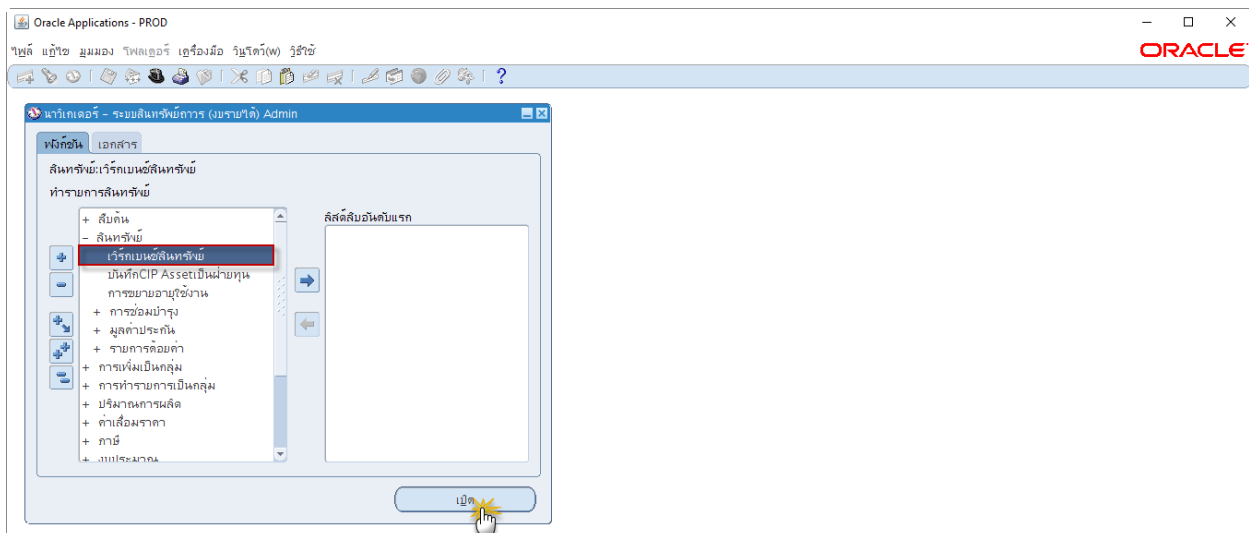 Oracle Applications - PROD
ไฟล์ แก้ไข มุมมอง โฟลเดอร์ เครื่องมือ วินโดว์(w) วิธีใช้
ORACLE
นาวิเกเตอร์ - ระบบสินทรัพย์ถาวร (งบรายได้) Admin
ฟังก์ชัน เอกสาร
สินทรัพย์:เวิร์กเบนช์สินทรัพย์
ทำรายการสินทรัพย์
+ สืบค้น
ลิสต์สิบอันดับแรก
- สินทรัพย์
เวิร์กเบนช์สินทรัพย์
บันทึกCIP Assetเป็นฝ่ายทุน
การขยายอายุใช้งาน
+ การซ่อมบำรุง
+ มูลค่าประกัน
+ รายการด้อยค่า
+ การเพิ่มเป็นกลุ่ม
+ การทำรายการเป็นกลุ่ม
+ ปริมาณการผลิต
+ ค่าเสื่อมราคา
+ ภาษี
+ งบประมาณ
เปิด